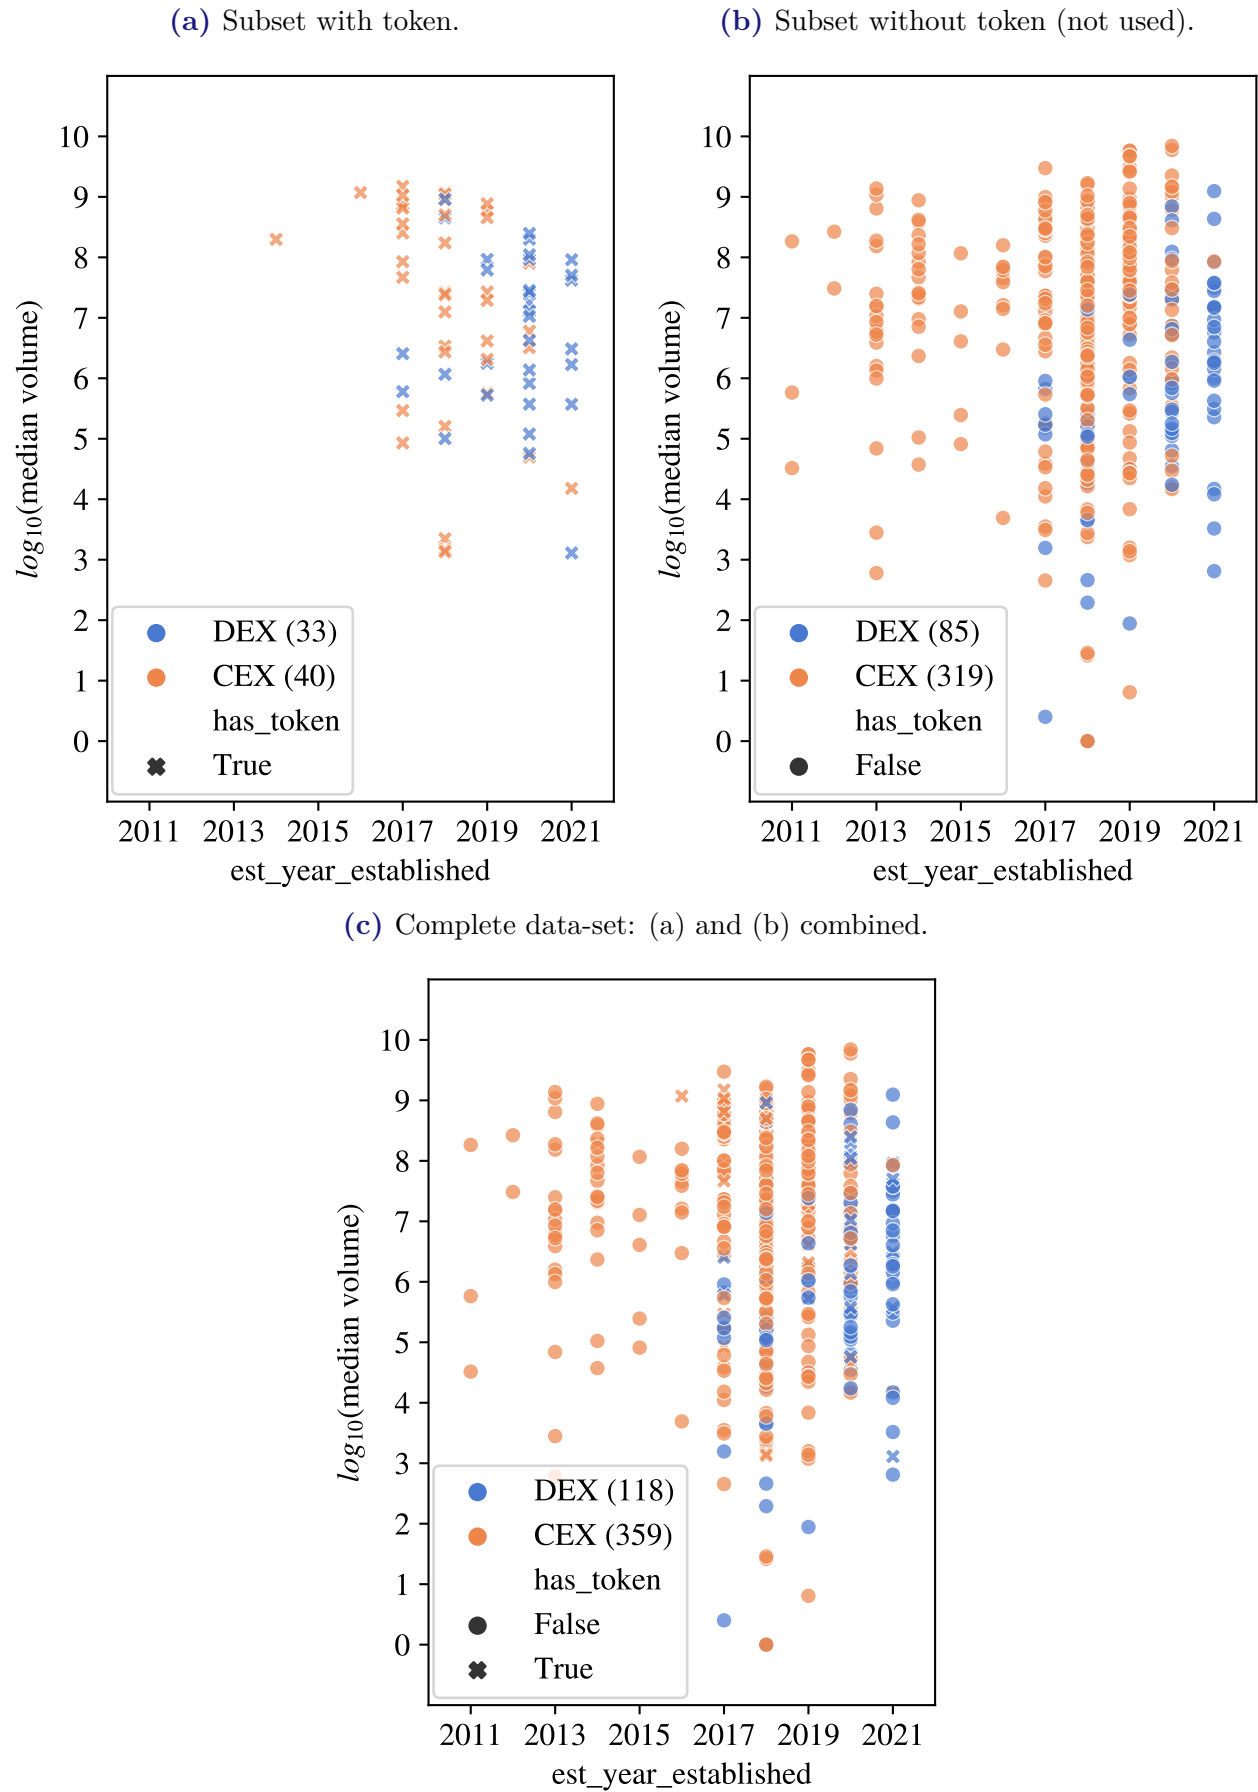 (a) Subset with token.
10
9
8
7
6
5
4
3
2
1
0
log10(median volume)
DEX (33)
CEX (40)
has_token
True
2011 2013 2015 2017 2019 2021
est_year_established
(b) Subset without token (not used).
10
9
8
7
6
5
4
3
2
1
0
log10(median volume)
DEX (85)
CEX (319)
has_token
False
2011 2013 2015 2017 2019 2021
est_year_established
(c) Complete data-set: (a) and (b) combined.
10
9
8
7
6
5
4
3
2
1
0
log10(median volume)
DEX (118)
CEX (359)
has_token
False
True
2011 2013 2015 2017 2019 2021
est_year_established